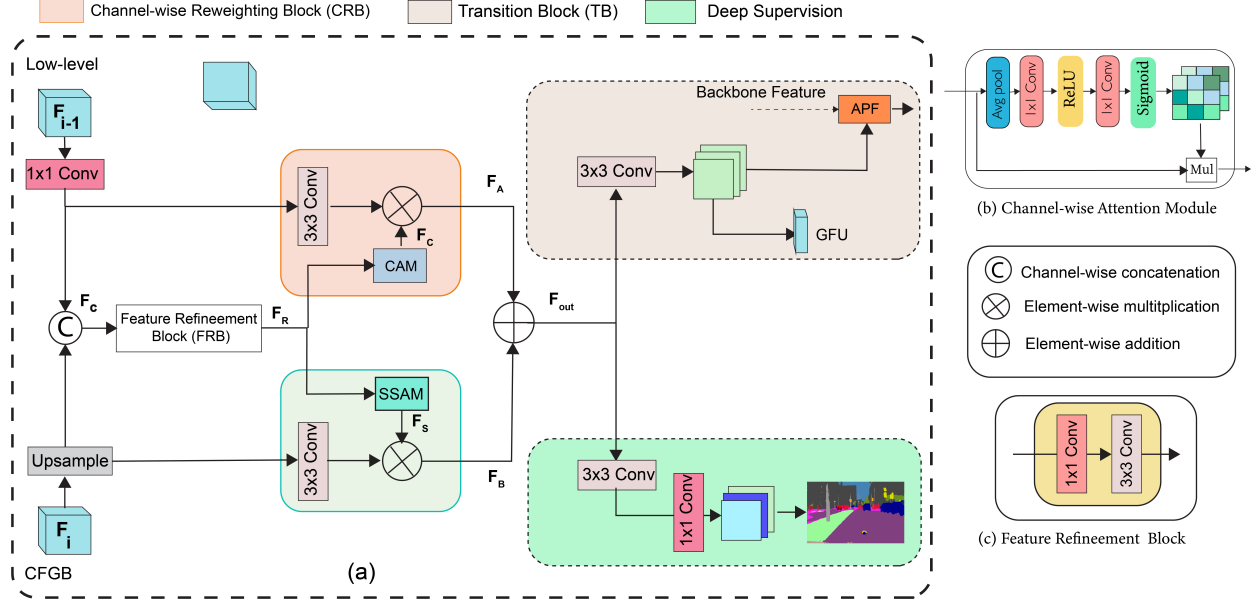 Channel-wise Reweighting Block (CRB)
Transition Block (TB)
Deep Supervision
Low-level
F i-1
1x1 Conv
F C
C
Feature Refinement
Block (FRB)
F R
Upsample
F i
CFGB
3x3 Conv
F C
CAM
F A
SSAM
F S
3x3 Conv
F B
F out
Backbone Feature
APF
3x3 Conv
GFU
3x3 Conv
1x1 Conv
(a)
Avg pool
1x1 Conv
ReLU
1x1 Conv
Sigmoid
Mul
(b) Channel-wise Attention Module
C
Channel-wise concatenation
Element-wise multitplication
Element-wise addition
1x1 Conv
3x3 Conv
(c) Feature Refinement Block